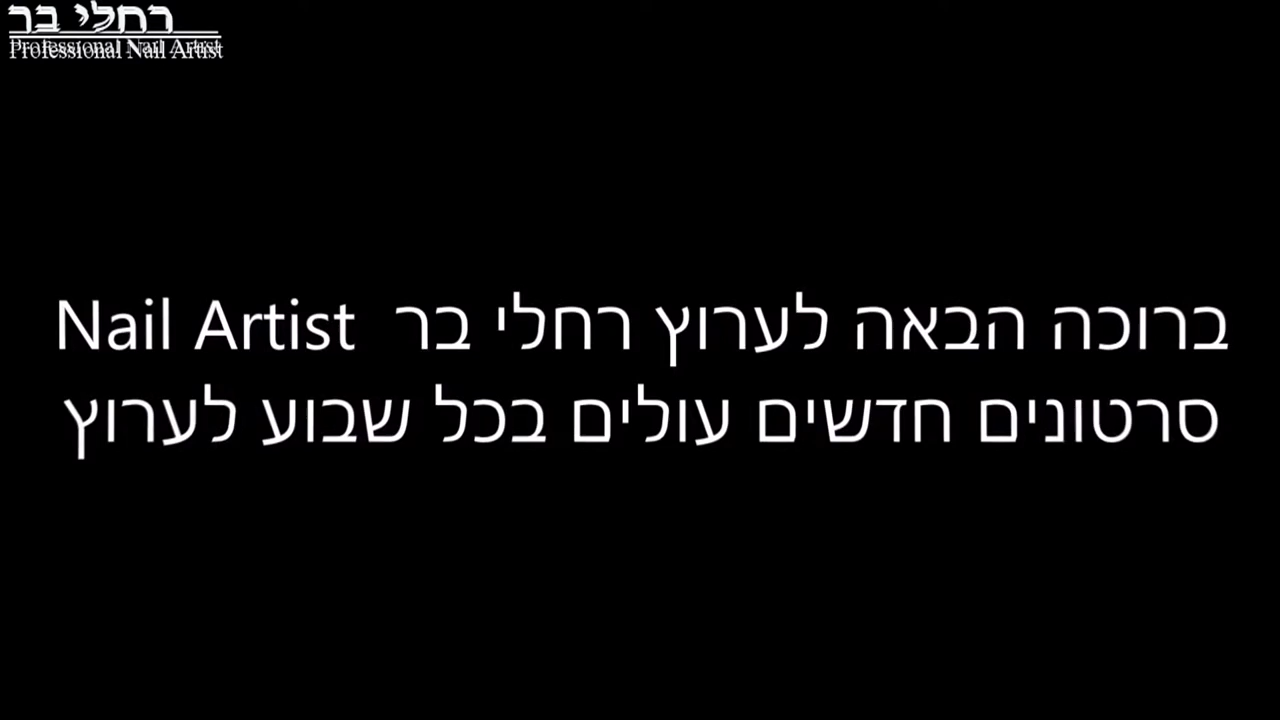 רחלי בר
Professional Nail Artist
ברוכה הבאה לערוץ רחלי בר Nail Artist
סרטונים חדשים עולים בכל שבוע לערוץ